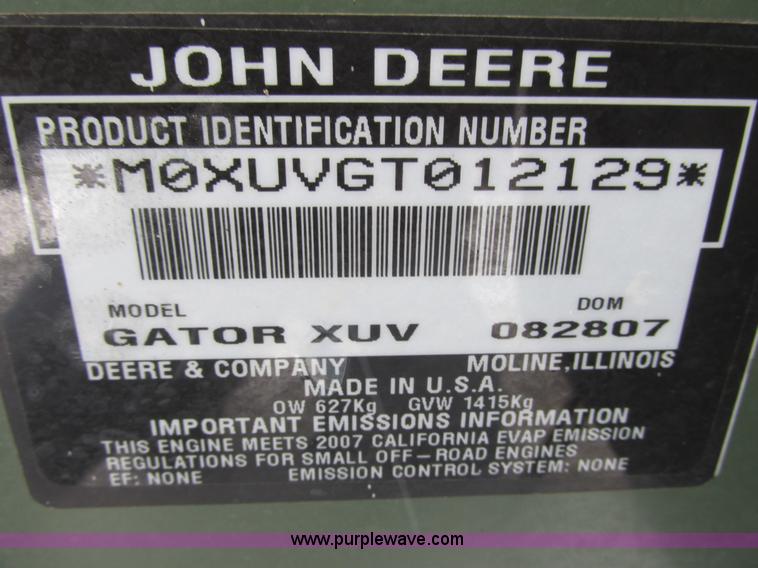 JOHN DEERE
PRODUCT IDENTIFICATION NUMBER
*M0XUVGT012129*
MODEL DOM
GATOR XUV 082807
DEERE & COMPANY MOLINE, ILLINOIS
MADE IN U.S.A.
OW 627Kg GVW 1415Kg
IMPORTANT EMISSIONS INFORMATION
THIS ENGINE MEETS 2007 CALIFORNIA EVAP EMISSION
REGULATIONS FOR SMALL OFF-ROAD ENGINES
EF: NONE EMISSION CONTROL SYSTEM: NONE
www.purplewave.com